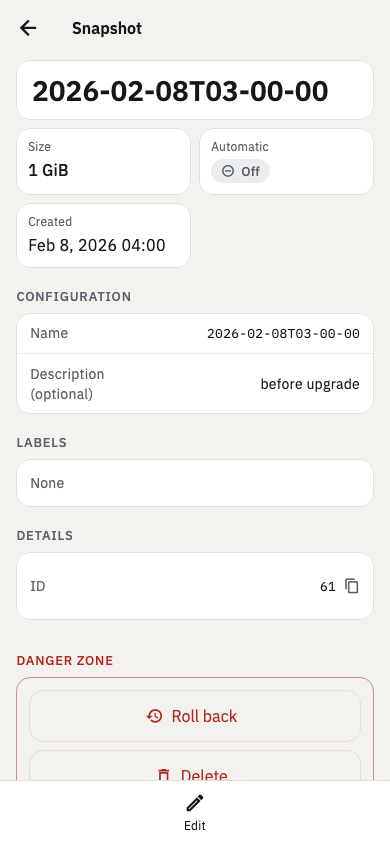 Snapshot
2026-02-08T03-00-00
Size
1 GiB
Automatic
Off
Created
Feb 8, 2026 04:00
CONFIGURATION
Name
2026-02-08T03-00-00
Description
(optional)
before upgrade
LABELS
None
DETAILS
ID
61
DANGER ZONE
Roll back
Delete
Edit